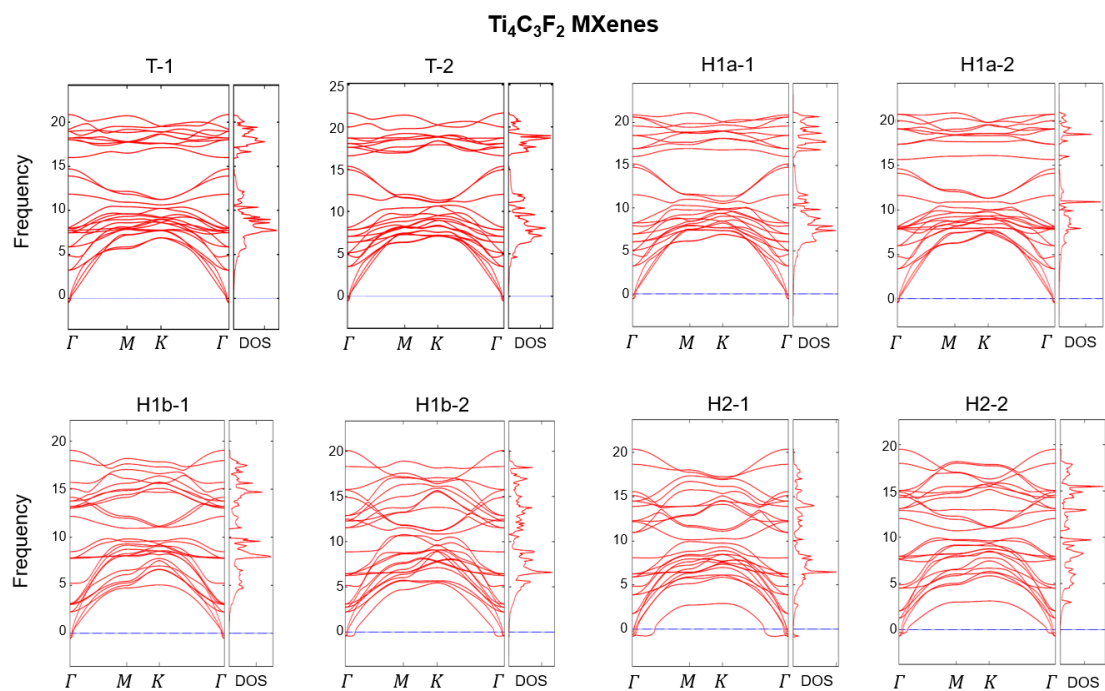 Ti₄C₃F₂ MXenes
T-1
T-2
H1a-1
H1a-2
Frequency
20
15
10
5
0
25
20
15
10
5
0
20
15
10
5
0
20
15
10
5
0
Γ M K Γ DOS
Γ M K Γ DOS
Γ M K Γ DOS
Γ M K Γ DOS
H1b-1
H1b-2
H2-1
H2-2
Frequency
20
15
10
5
0
20
15
10
5
0
20
15
10
5
0
20
15
10
5
0
Γ M K Γ DOS
Γ M K Γ DOS
Γ M K Γ DOS
Γ M K Γ DOS